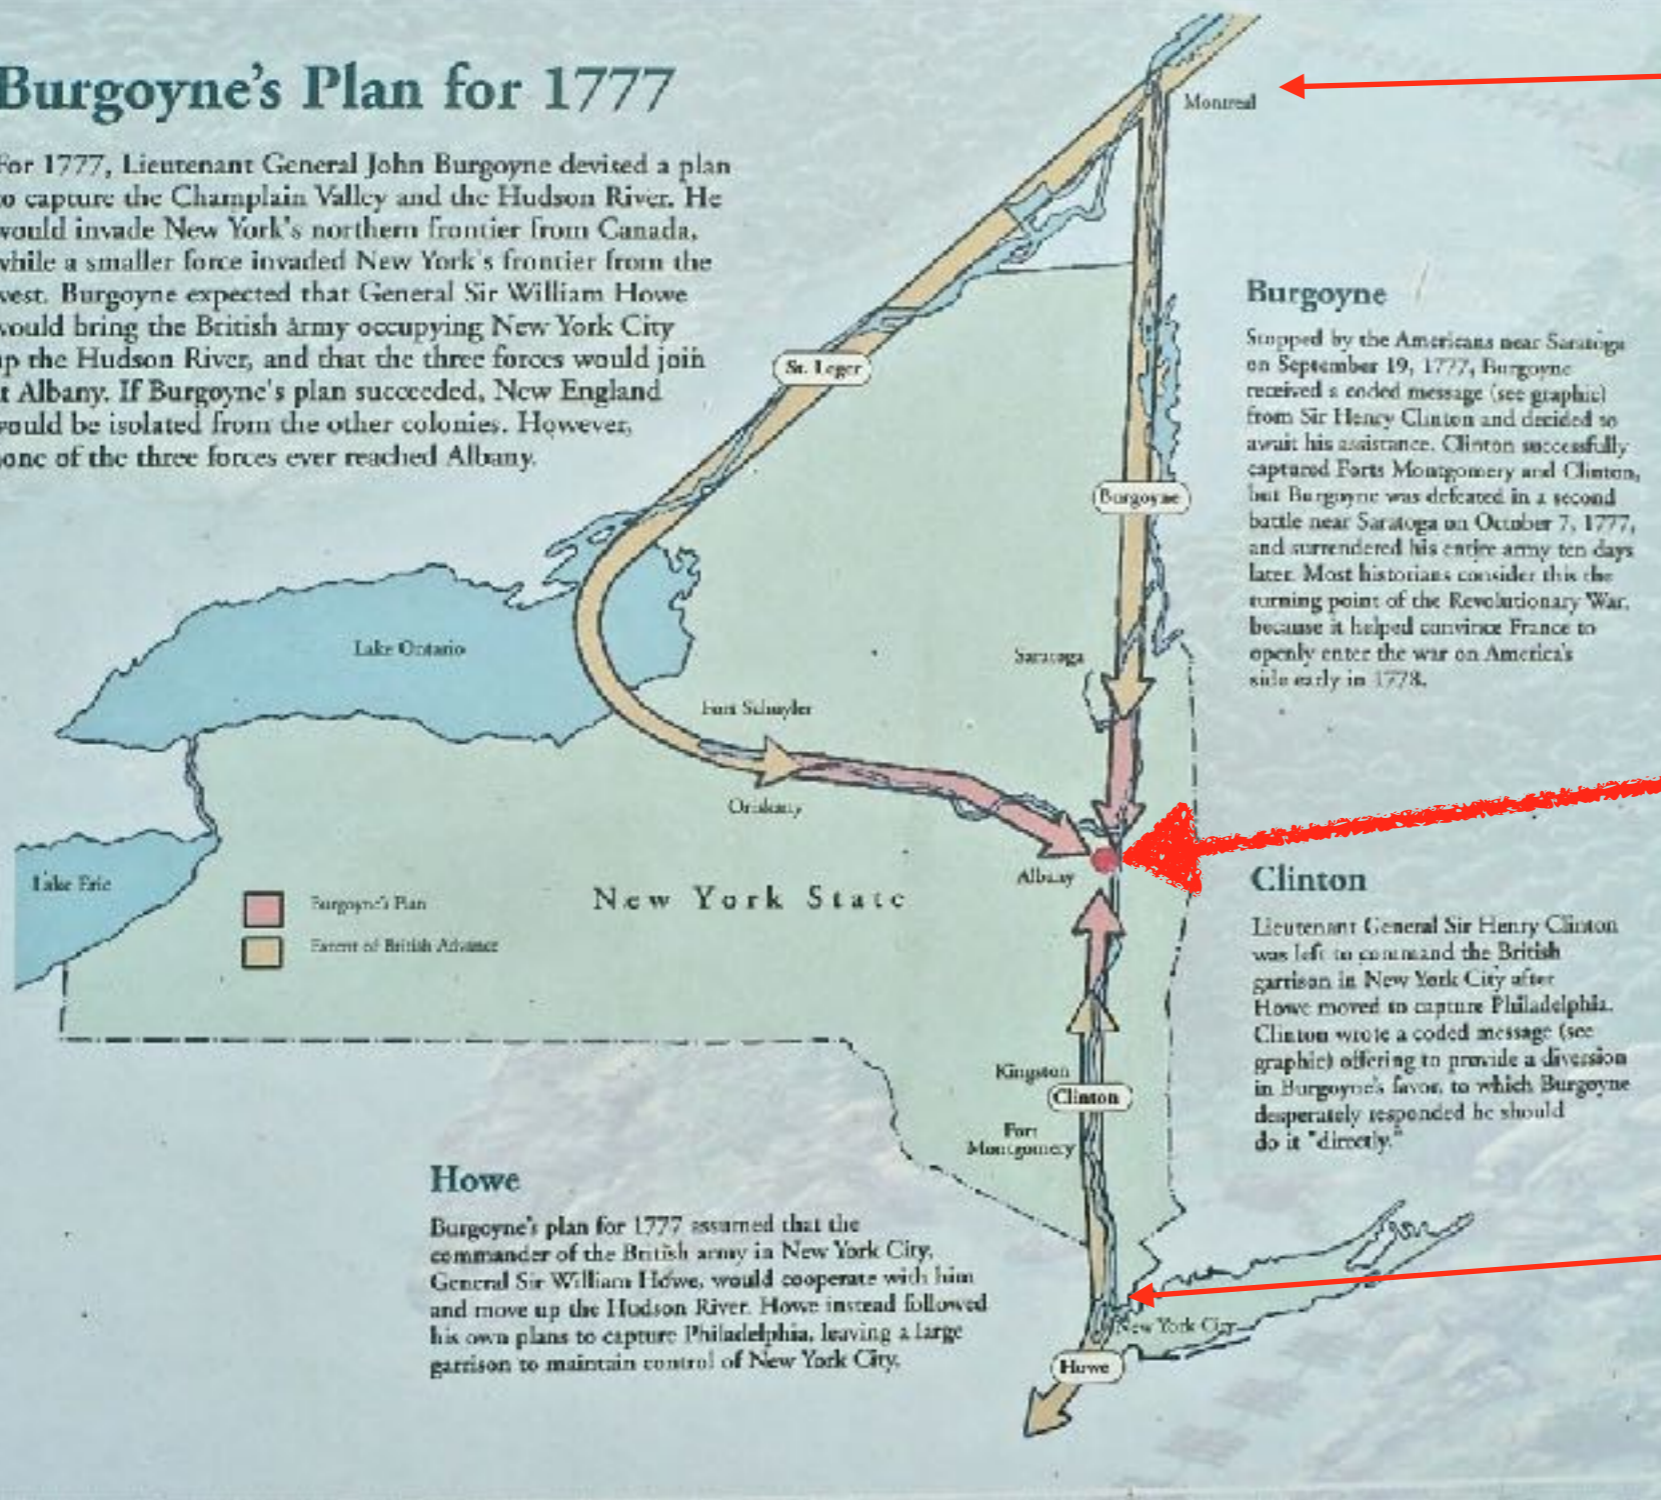 Burgoyne's Plan for 1777
For 1777, Lieutenant General John Burgoyne devised a plan
to capture the Champlain Valley and the Hudson River. He
would invade New York's northern frontier from Canada,
while a smaller force invaded New York's frontier from the
west. Burgoyne expected that General Sir William Howe
would bring the British army occupying New York City
up the Hudson River, and that the three forces would join
at Albany. If Burgoyne's plan succeeded, New England
would be isolated from the other colonies. However,
none of the three forces ever reached Albany.
Montreal
St. Leger
Burgoyne
Burgoyne
Stopped by the Americans near Saratoga
on September 19, 1777, Burgoyne
received a coded message (see graphic)
from Sir Henry Clinton and decided to
await his assistance. Clinton successfully
captured Forts Montgomery and Clinton,
but Burgoyne was defeated in a second
battle near Saratoga on October 7, 1777,
and surrendered his entire army ten days
later. Most historians consider this the
turning point of the Revolutionary War,
because it helped convince France to
openly enter the war on America's
side early in 1778.
Lake Ontario
Saratoga
Fort Schuyler
Oriskany
Lake Erie
Albany
New York State
Burgoyne's Plan
Extent of British Advance
Clinton
Lieutenant General Sir Henry Clinton
was left to command the British
garrison in New York City after
Howe moved to capture Philadelphia.
Clinton wrote a coded message (see
graphic) offering to provide a diversion
in Burgoyne's favor, to which Burgoyne
desperately responded he should
do it "directly."
Kingston
Clinton
Fort
Montgomery
Howe
Burgoyne's plan for 1777 assumed that the
commander of the British army in New York City,
General Sir William Howe, would cooperate with him
and move up the Hudson River. Howe instead followed
his own plans to capture Philadelphia, leaving a large
garrison to maintain control of New York City.
New York City
Howe